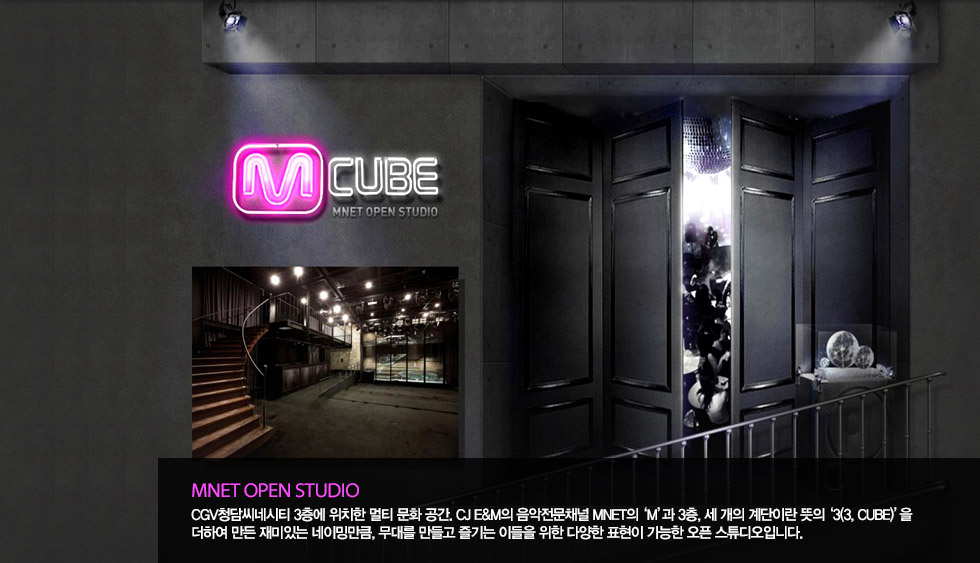 M CUBE
MNET OPEN STUDIO
MNET OPEN STUDIO
CGV청담씨네시티 3층에 위치한 멀티 문화 공간. CJ E&M의 음악전문채널 MNET의 ‘M’과 3층, 세 개의 계단이란 뜻의 ‘3(3, CUBE)’을
더하여 만든 재미있는 네이밍만큼, 무대를 만들고 즐기는 이들을 위한 다양한 표현이 가능한 오픈 스튜디오입니다.